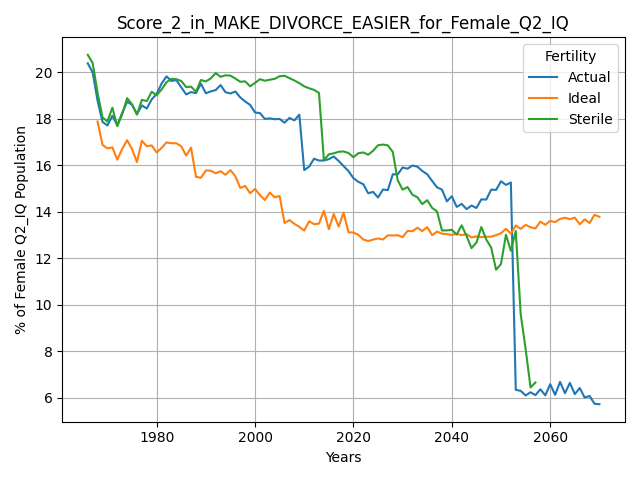 Score_2_in_MAKE_DIVORCE_EASIER_for_Female_Q2_IQ
% of Female Q2_IQ Population
20
18
16
14
12
10
8
6
Fertility
Actual
Ideal
Sterile
1980
2000
2020
2040
2060
Years